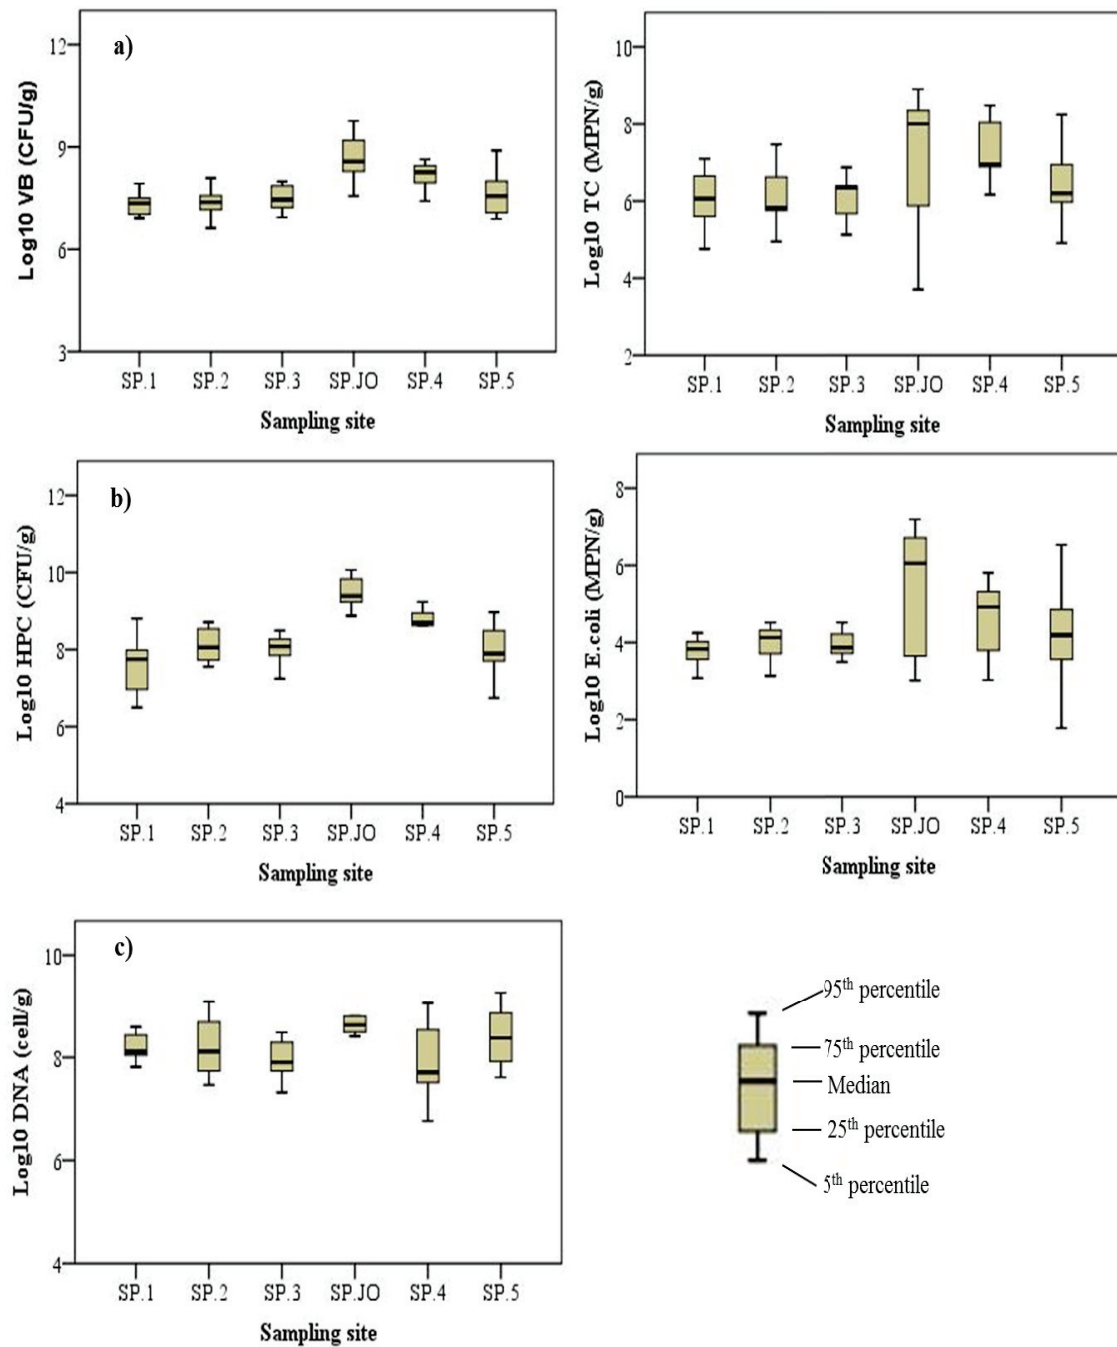 a)
Log10 VB (CFU/g)
12
9
6
3
SP.1 SP.2 SP.3 SP.JO SP.4 SP.5
Sampling site
Log10 TC (MPN/g)
10
8
6
4
2
SP.1 SP.2 SP.3 SP.JO SP.4 SP.5
Sampling site
b)
Log10 HPC (CFU/g)
12
10
8
6
4
SP.1 SP.2 SP.3 SP.JO SP.4 SP.5
Sampling site
Log10 E.coli (MPN/g)
8
6
4
2
0
SP.1 SP.2 SP.3 SP.JO SP.4 SP.5
Sampling site
c)
Log10 DNA (cell/g)
10
8
6
4
SP.1 SP.2 SP.3 SP.JO SP.4 SP.5
Sampling site
95th percentile
75th percentile
Median
25th percentile
5th percentile